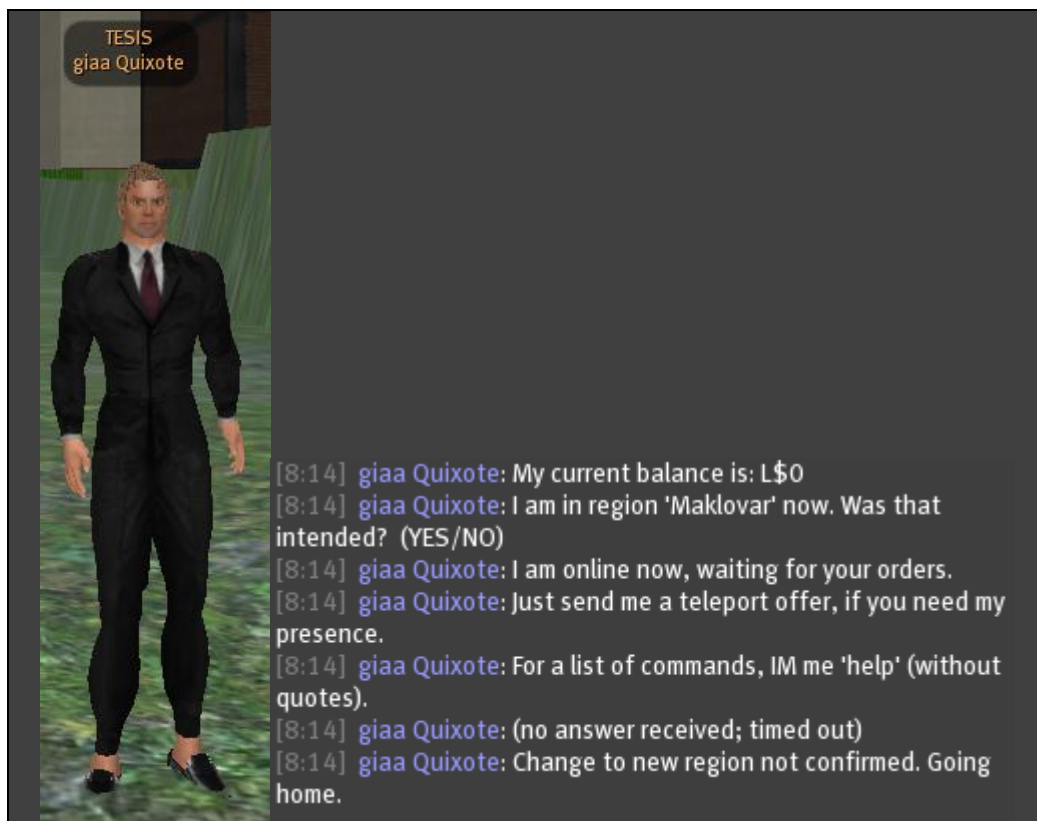 TESIS
giaa Quixote
[8:14] giaa Quixote: My current balance is: L$0
[8:14] giaa Quixote: I am in region 'Maklovar' now. Was that
intended? (YES/NO)
[8:14] giaa Quixote: I am online now, waiting for your orders.
[8:14] giaa Quixote: Just send me a teleport offer, if you need my
presence.
[8:14] giaa Quixote: For a list of commands, IM me 'help' (without
quotes).
[8:14] giaa Quixote: (no answer received; timed out)
[8:14] giaa Quixote: Change to new region not confirmed. Going
home.